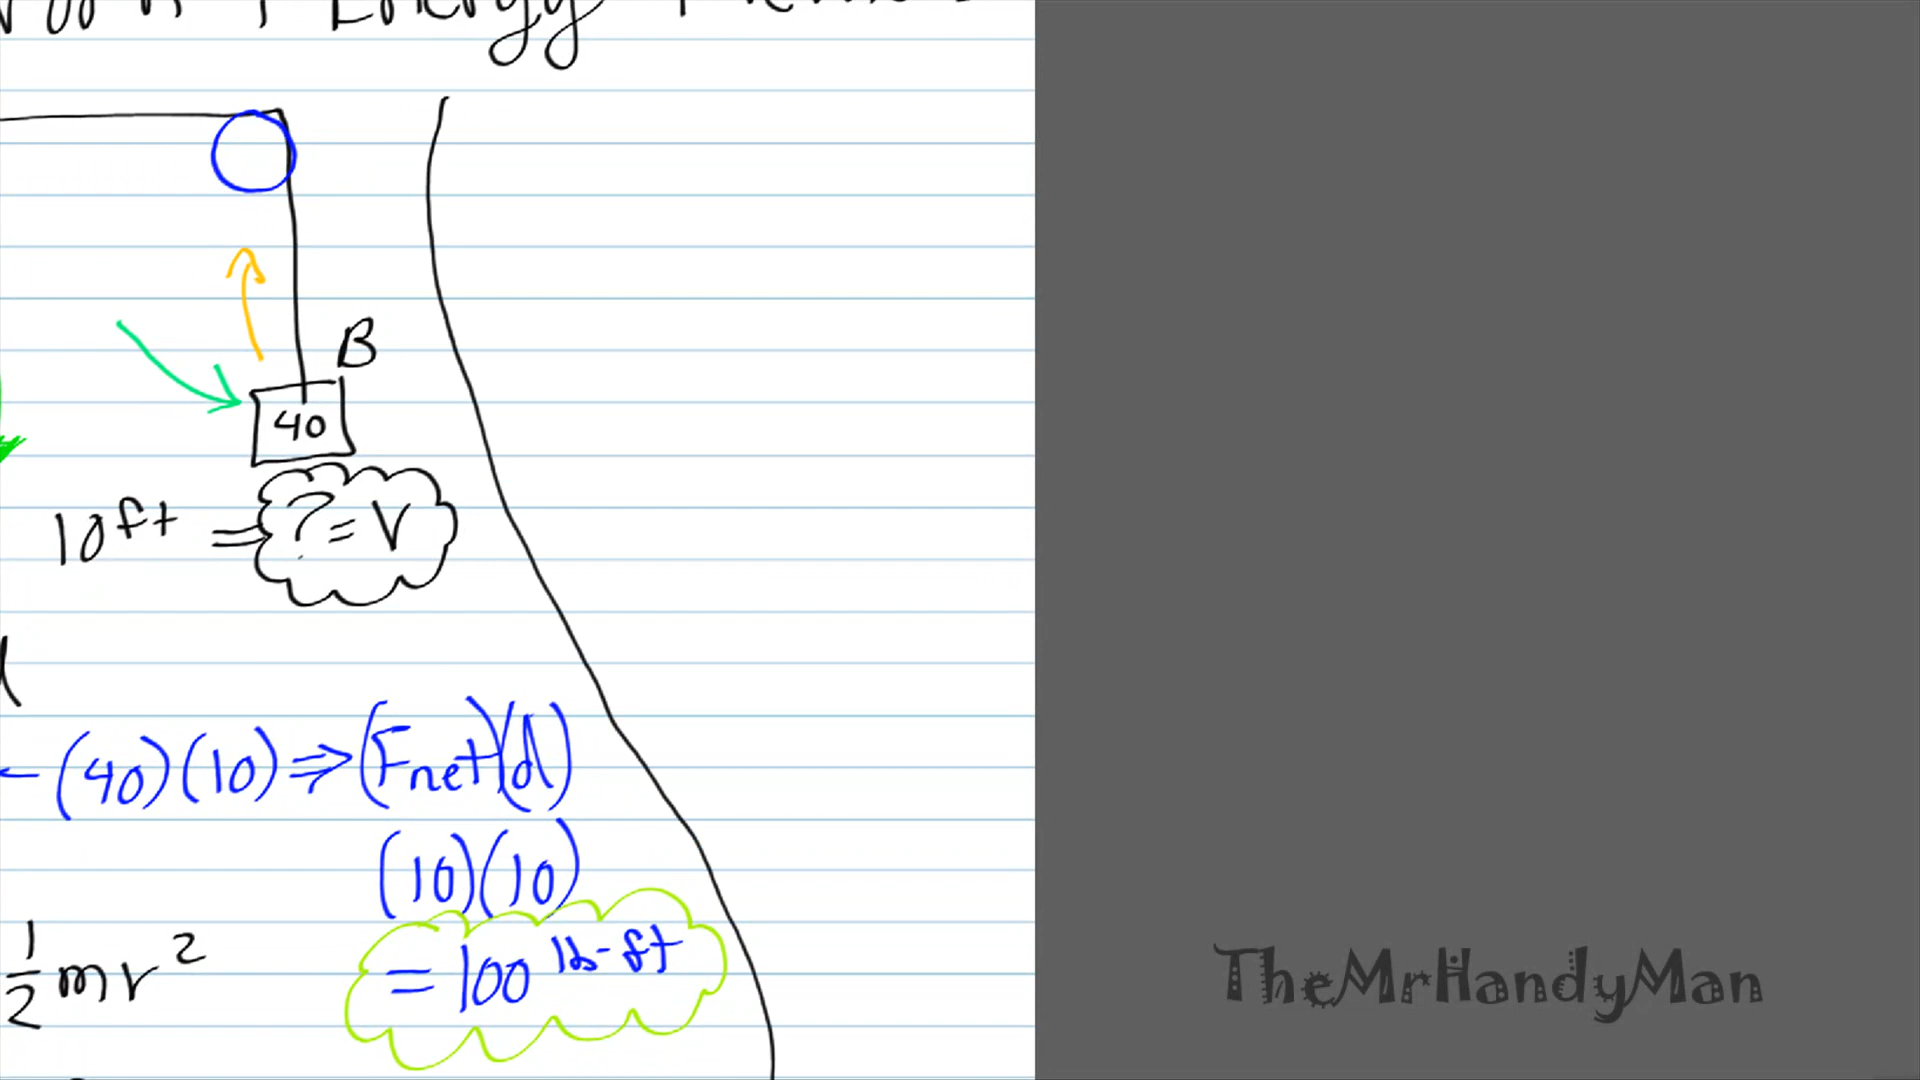 Energy
B
40
10ft = ? = V
- (40)(10) ⇒ (Fnet)(d)
(10)(10)
= 100 lb-ft
1/2 mr²
TheMrHandyMan